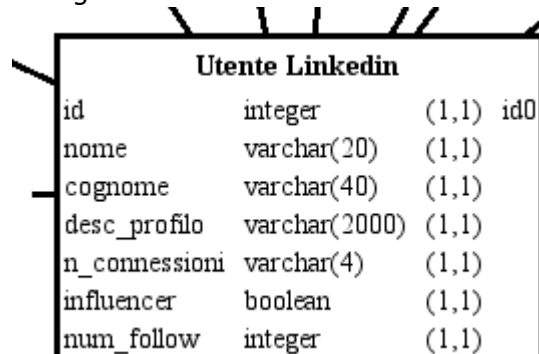 Utente Linkedin
id integer (1,1) id0
nome varchar(20) (1,1)
cognome varchar(40) (1,1)
desc_profilo varchar(2000) (1,1)
n_connessioni varchar(4) (1,1)
influencer boolean (1,1)
num_follow integer (1,1)